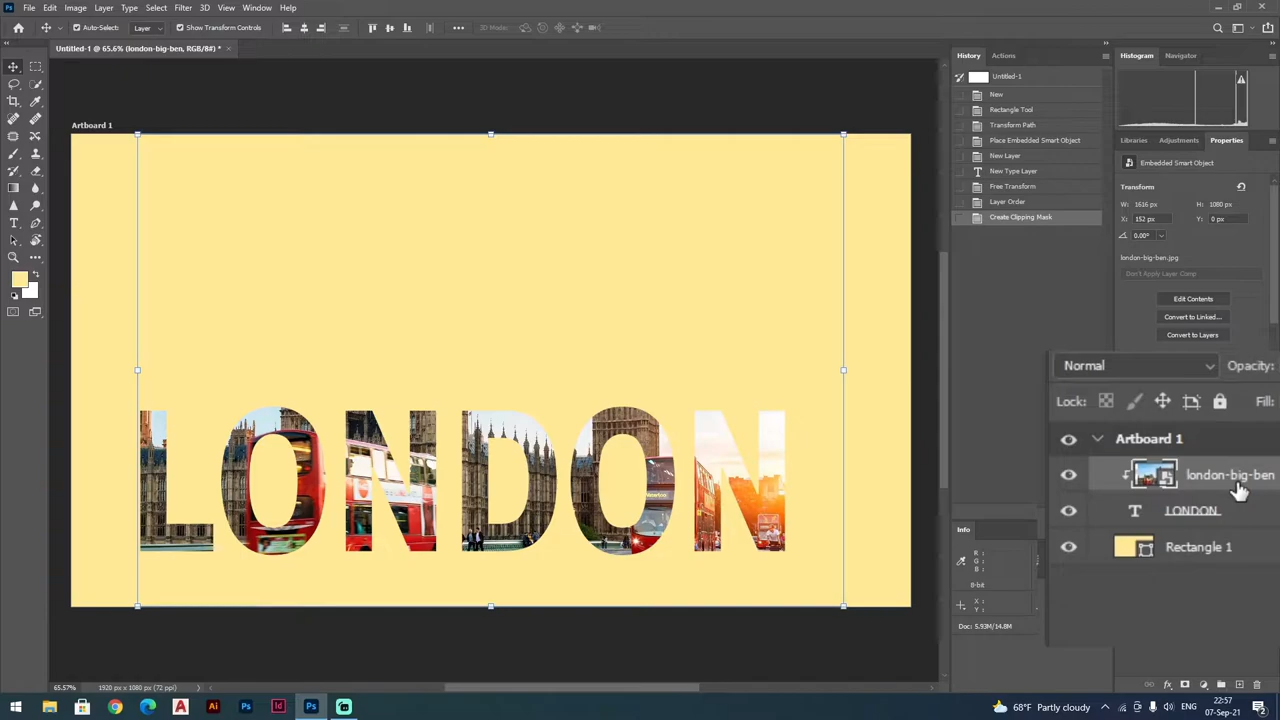 Ps File Edit Image Layer Type Select Filter 3D View Window Help
Auto-Select: Layer Show Transform Controls 3D Mode:
Untitled-1 @ 65.6% (london-big-ben, RGB/8#) * ×
Artboard 1
LONDON
65.57% 1920 px x 1080 px (72 ppi)
History Actions
Untitled-1
New
Rectangle Tool
Transform Path
Place Embedded Smart Object
New Layer
New Type Layer
Free Transform
Layer Order
Create Clipping Mask
Info
R :
G :
B :
8-bit
X :
Y :
Doc: 5.93M/14.8M
Histogram Navigator
Libraries Adjustments Properties
Embedded Smart Object
Transform
W: 1616 px H: 1080 px
X: 152 px Y: 0 px
0.00°
london-big-ben.jpg
Don't Apply Layer Comp
Edit Contents
Convert to Linked...
Convert to Layers
Normal Opacity:
Lock: Fill:
Artboard 1
london-big-ben
LONDON
Rectangle 1
A Ai Ps Id Ps
68°F Partly cloudy
22:57
07-Sep-21